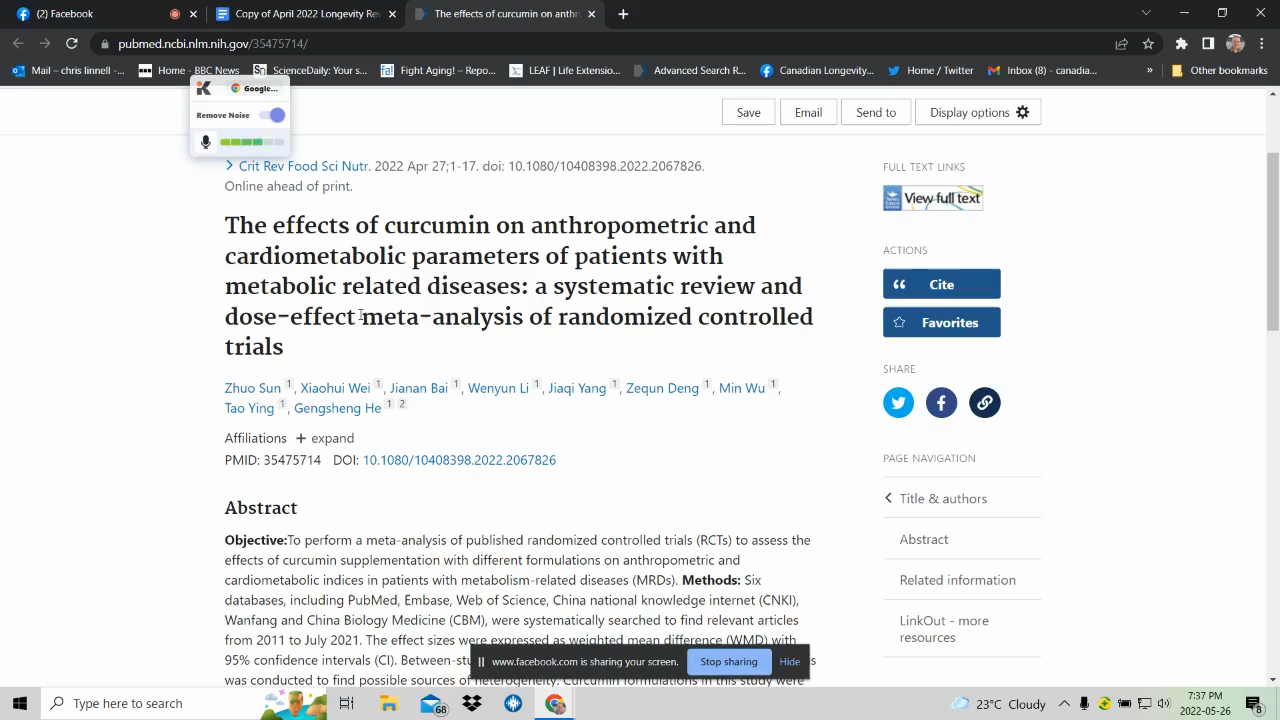 (2) Facebook
Copy of 2022 Longevity Rev
The effects of curcumin on anthr
pubmed.ncbi.nlm.nih.gov/35475714/
Mail – chris linnell –...
Home - BBC News
ScienceDaily: Your s...
Fight Aging! – Repo...
LEAF | Life Extensio...
Advanced search R...
Canadian Longevity...
/ Twitter
Inbox (8) - canadia...
»
Other bookmarks
Google...
Remove Noise
Save
Email
Send to
Display options
Crit Rev Food Sci Nutr. 2022 Apr 27;1-17. doi: 10.1080/10408398.2022.2067826.
Online ahead of print.
The effects of curcumin on anthropometric and
cardiometabolic parameters of patients with
metabolic related diseases: a systematic review and
dose-effect meta-analysis of randomized controlled
trials
Zhuo Sun 1, Xiaohui Wei 1, Jianan Bai 1, Wenyun Li 1, Jiaqi Yang 1, Zequn Deng 1, Min Wu 1,
Tao Ying 1, Gengsheng He 1 2
Affiliations + expand
PMID: 35475714 DOI: 10.1080/10408398.2022.2067826
Abstract
Objective:To perform a meta-analysis of published randomized controlled trials (RCTs) to assess the
effects of curcumin supplementation with different formulations on anthropometric and
cardiometabolic indices in patients with metabolism-related diseases (MRDs). Methods: Six
databases, including PubMed, Embase, Web of Science, China national knowledge internet (CNKI),
Wanfang and China Biology Medicine (CBM), were systematically searched to find relevant articles
from 2011 to July 2021. The effect sizes were expressed as weighted mean difference (WMD) with
95% confidence intervals (CI). Between-stu
was conducted to find possible sources of heterogeneity. Curcumin formulations in this study were
FULL TEXT LINKS
View full text
ACTIONS
Cite
Favorites
SHARE
PAGE NAVIGATION
Title & authors
Abstract
Related information
LinkOut - more
resources
www.facebook.com is sharing your screen.
Stop sharing
Hide
Type here to search
68
23°C Cloudy
7:37 PM
2022-05-26
8